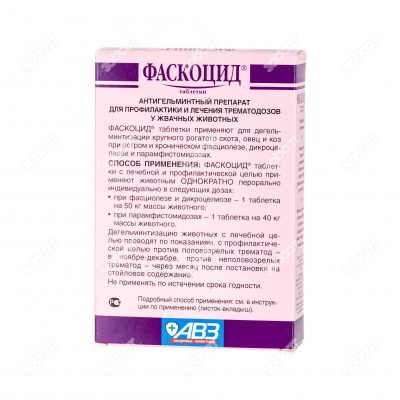 ФАСКОЦИД®
таблетки
АНТИГЕЛЬМИНТНЫЙ ПРЕПАРАТ
ДЛЯ ПРОФИЛАКТИКИ И ЛЕЧЕНИЯ ТРЕМАТОДОЗОВ
У ЖВАЧНЫХ ЖИВОТНЫХ
ФАСКОЦИД® таблетки применяют для дегель-
минтизации крупного рогатого скота, овец и коз
при остром и хроническом фасциолезе, дикроце-
лиозе и парамфистомидозах.
СПОСОБ ПРИМЕНЕНИЯ: ФАСКОЦИД® таблет-
ки с лечебной и профилактической целью при-
меняют животным ОДНОКРАТНО перорально
индивидуально в следующих дозах:
• при фасциолезе и дикроцелиозе – 1 таблетка
на 50 кг массы животного;
• при парамфистомидозах – 1 таблетка на 40 кг
массы животного.
Дегельминтизацию животных с лечебной це-
лью проводят по показаниям, с профилактиче-
ской целью против половозрелых трематод –
в ноябре-декабре, против неполовозрелых
трематод – через месяц после постановки на
стойловое содержание.
Не применять по истечении срока годности.
Подробный способ применения: см. в инструк-
ции по применению (листок-вкладыш).
АВЗ